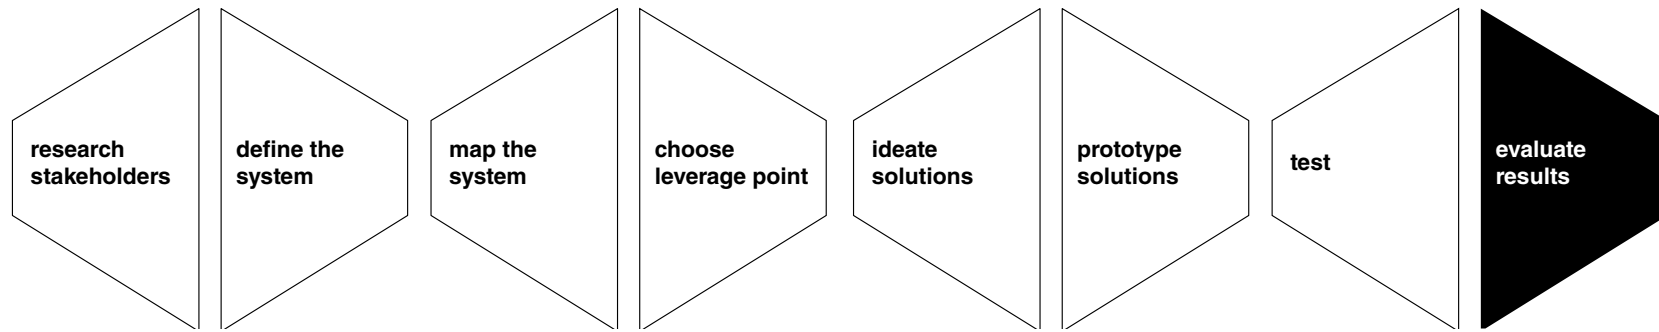 research
stakeholders
define the
system
map the
system
choose
leverage point
ideate
solutions
prototype
solutions
test
evaluate
results